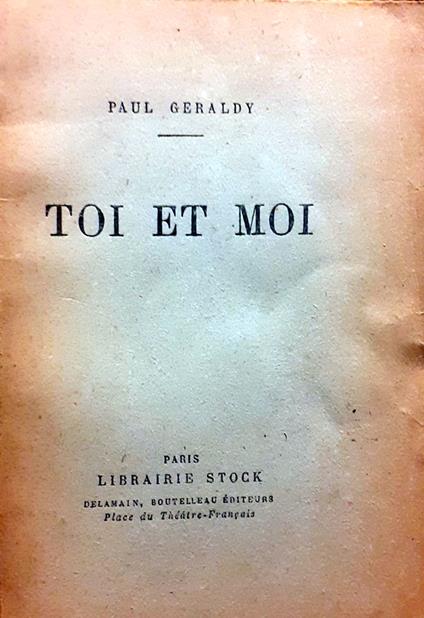 PAUL GERALDY
TOI ET MOI
PARIS
LIBRAIRIE STOCK
DELAMAIN, BOUTELLEAU ÉDITEURS
Place du Théâtre-Français